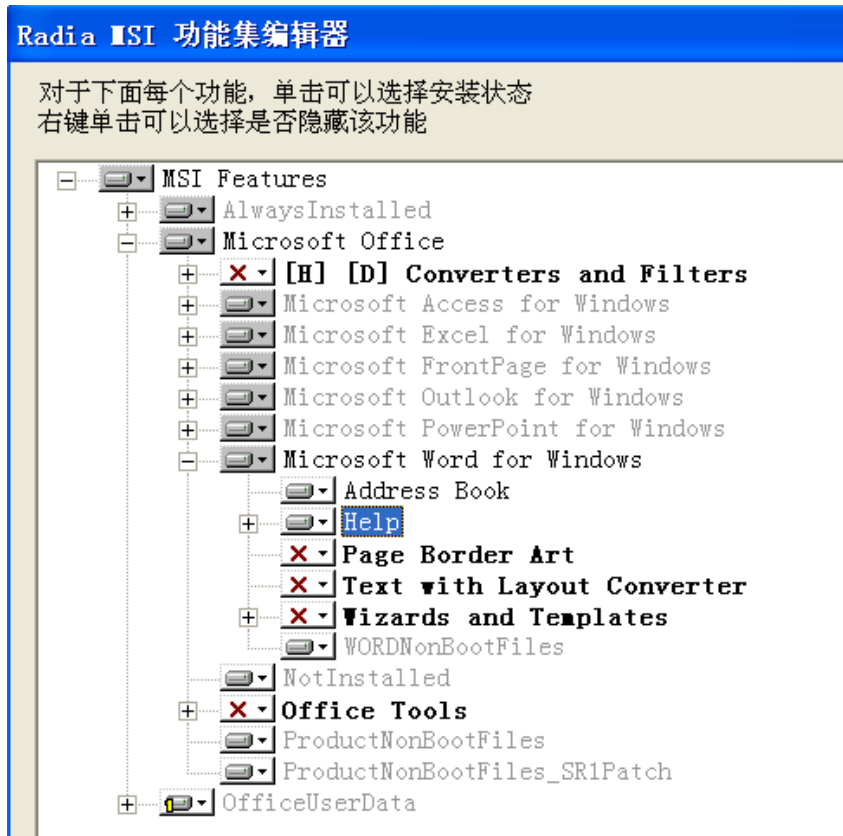 Radia MSI 功能集编辑器
对于下面每个功能，单击可以选择安装状态
右键单击可以选择是否隐藏该功能
MSI Features
AlwaysInstalled
Microsoft Office
[H] [D] Converters and Filters
Microsoft Access for Windows
Microsoft Excel for Windows
Microsoft FrontPage for Windows
Microsoft Outlook for Windows
Microsoft PowerPoint for Windows
Microsoft Word for Windows
Address Book
Help
Page Border Art
Text with Layout Converter
Wizards and Templates
WORDNonBootFiles
NotInstalled
Office Tools
ProductNonBootFiles
ProductNonBootFiles_SR1Patch
OfficeUserData